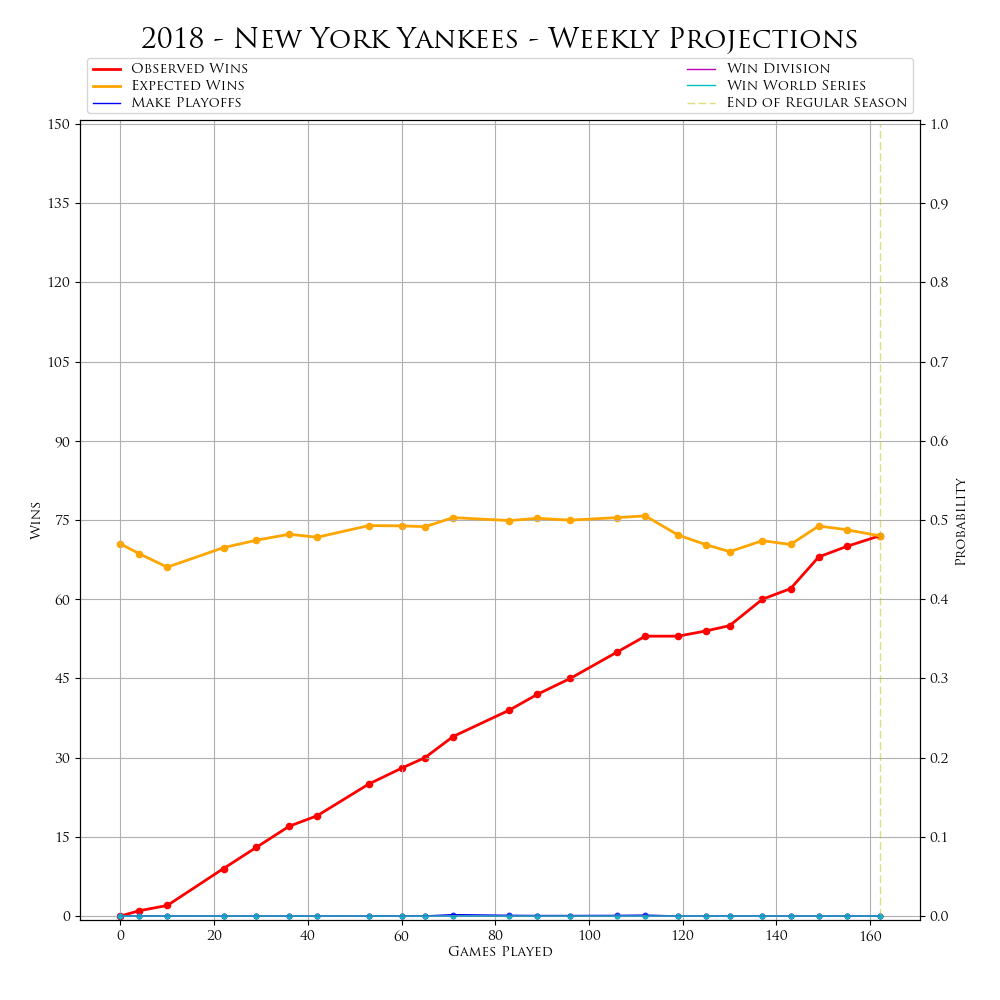 2018 - New York Yankees - Weekly Projections
Observed Wins
Expected Wins
Make Playoffs
Win Division
Win World Series
End of Regular Season
150
135
120
105
90
75
60
45
30
15
0
Wins
1.0
0.9
0.8
0.7
0.6
0.5
0.4
0.3
0.2
0.1
0.0
Probability
0 20 40 60 80 100 120 140 160
Games Played